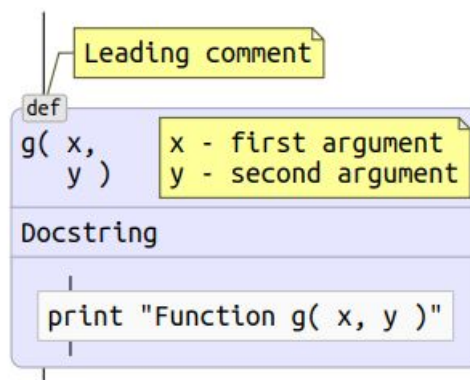 Leading comment
def
g( x,
y )
x - first argument
y - second argument
Docstring
print "Function g( x, y )"